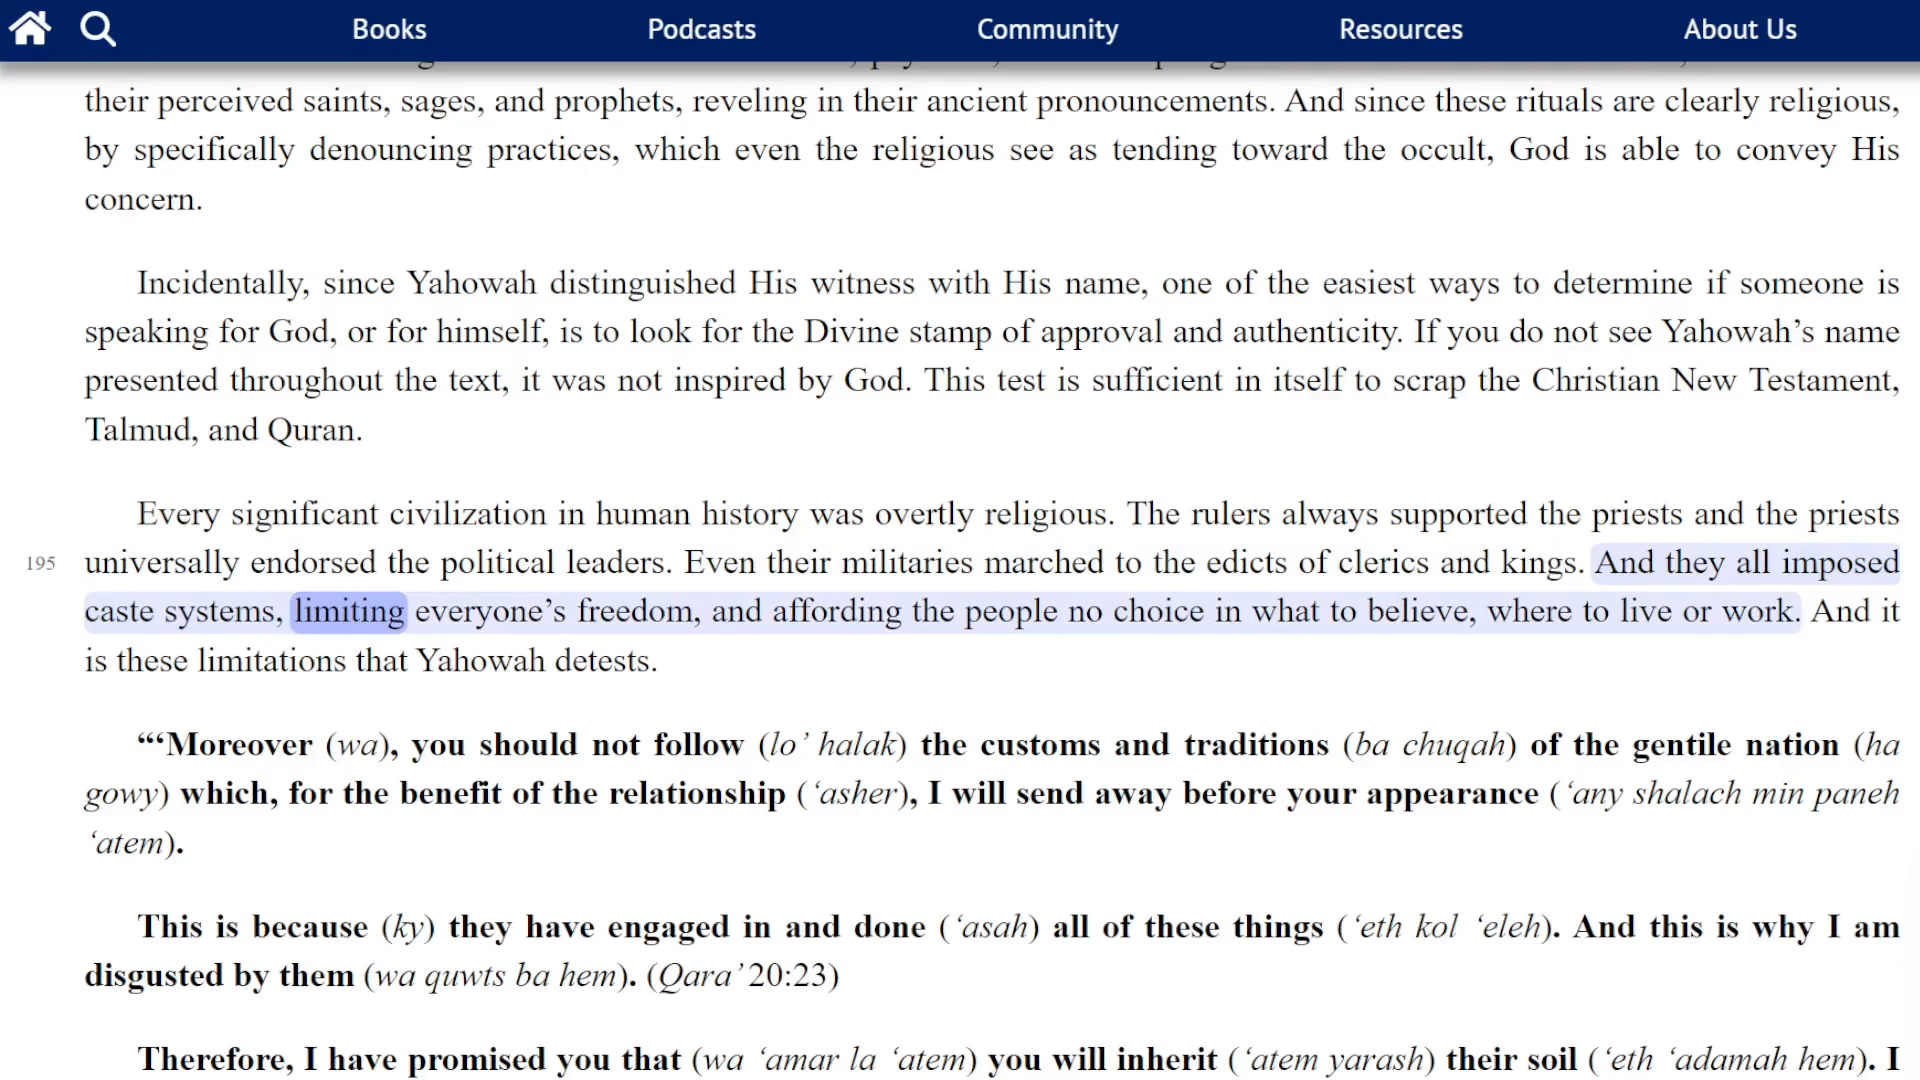 Books Podcasts Community Resources About Us
their perceived saints, sages, and prophets, reveling in their ancient pronouncements. And since these rituals are clearly religious,
by specifically denouncing practices, which even the religious see as tending toward the occult, God is able to convey His
concern.
Incidentally, since Yahowah distinguished His witness with His name, one of the easiest ways to determine if someone is
speaking for God, or for himself, is to look for the Divine stamp of approval and authenticity. If you do not see Yahowah’s name
presented throughout the text, it was not inspired by God. This test is sufficient in itself to scrap the Christian New Testament,
Talmud, and Quran.
Every significant civilization in human history was overtly religious. The rulers always supported the priests and the priests
195 universally endorsed the political leaders. Even their militaries marched to the edicts of clerics and kings. And they all imposed
caste systems, limiting everyone’s freedom, and affording the people no choice in what to believe, where to live or work. And it
is these limitations that Yahowah detests.
“‘Moreover (wa), you should not follow (lo’ halak) the customs and traditions (ba chuqah) of the gentile nation (ha
gowy) which, for the benefit of the relationship (‘asher), I will send away before your appearance (‘any shalach min paneh
‘atem).
This is because (ky) they have engaged in and done (‘asah) all of these things (‘eth kol ‘eleh). And this is why I am
disgusted by them (wa quwts ba hem). (Qara’ 20:23)
Therefore, I have promised you that (wa ‘amar la ‘atem) you will inherit (‘atem yarash) their soil (‘eth ‘adamah hem). I